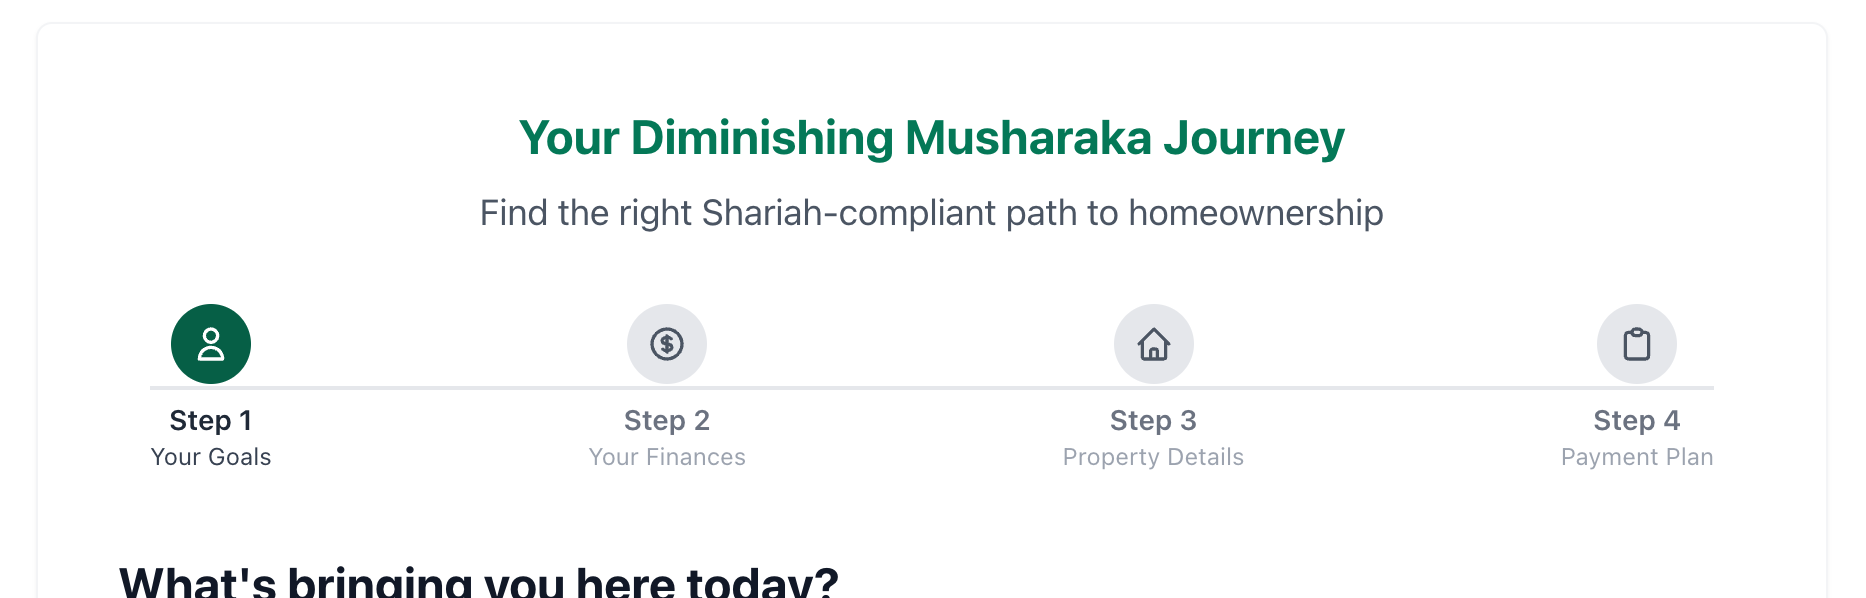 Your Diminishing Musharaka Journey
Find the right Shariah-compliant path to homeownership
Step 1
Your Goals
Step 2
Your Finances
Step 3
Property Details
Step 4
Payment Plan
What's bringing you here today?